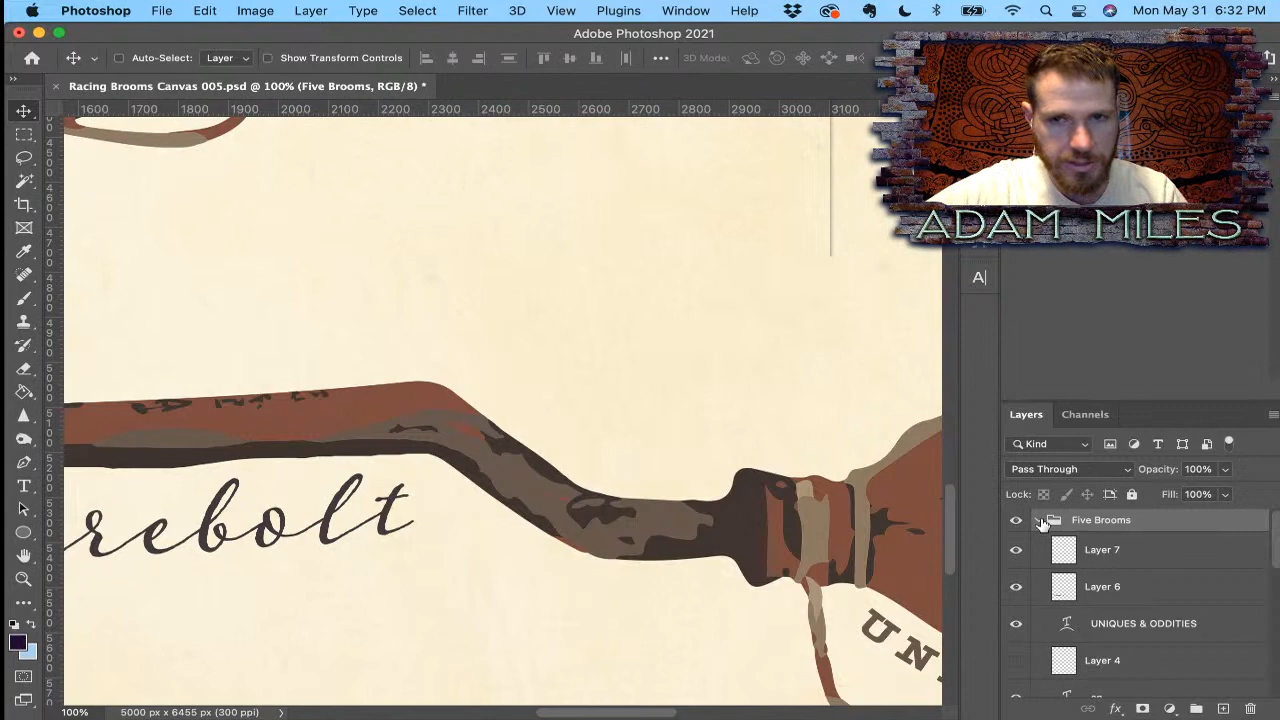 Photoshop File Edit Image Layer Type Select Filter 3D View Plugins Window Help Mon May 31 6:32 PM
Adobe Photoshop 2021
Auto-Select: Layer Show Transform Controls 3D Mode:
Racing Brooms Canvas 005.psd @ 100% (Five Brooms, RGB/8) *
1600 1700 1800 1900 2000 2100 2200 2300 2400 2500 2600 2700 2800 2900 3000 3100
ADAM MILES
A
Layers Channels
Kind
Pass Through Opacity: 100%
Lock: Fill: 100%
Five Brooms
Layer 7
Layer 6
UNIQUES & ODDITIES
Layer 4
rebolt
UN
100% 5000 px x 6455 px (300 ppi)